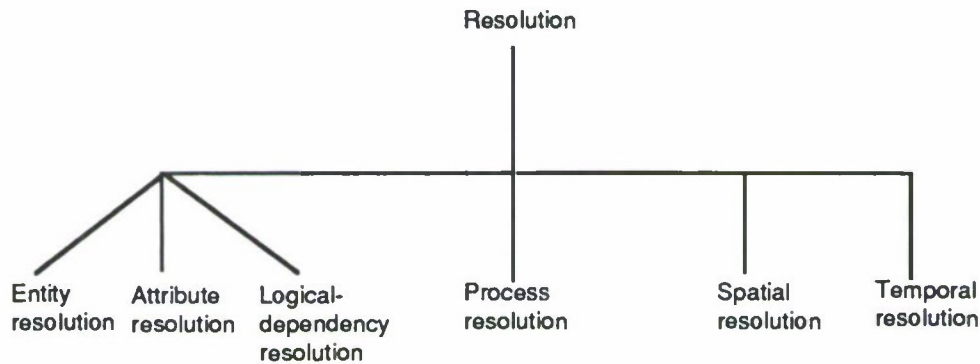 Resolution
Entity
resolution
Attribute
resolution
Logical-
dependency
resolution
Process
resolution
Spatial
resolution
Temporal
resolution